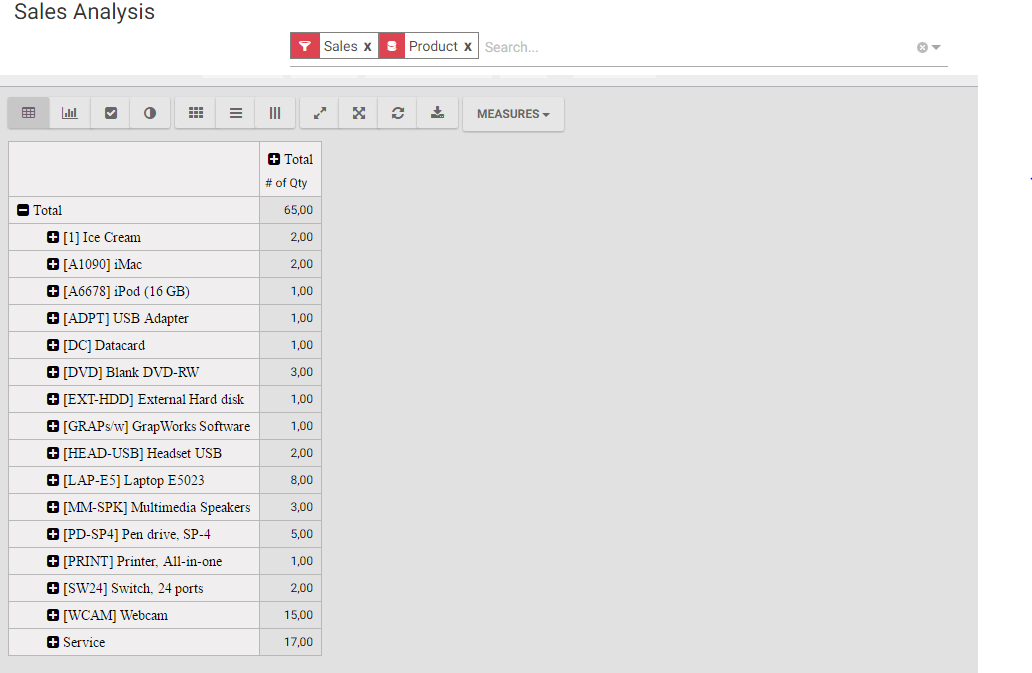 Sales Analysis
Sales x Product x Search...
MEASURES
Total
# of Qty
Total 65,00
[1] Ice Cream 2,00
[A1090] iMac 2,00
[A6678] iPod (16 GB) 1,00
[ADPT] USB Adapter 1,00
[DC] Datacard 1,00
[DVD] Blank DVD-RW 3,00
[EXT-HDD] External Hard disk 1,00
[GRAPs/w] GrapWorks Software 1,00
[HEAD-USB] Headset USB 2,00
[LAP-E5] Laptop E5023 8,00
[MM-SPK] Multimedia Speakers 3,00
[PD-SP4] Pen drive, SP-4 5,00
[PRINT] Printer, All-in-one 1,00
[SW24] Switch, 24 ports 2,00
[WCAM] Webcam 15,00
Service 17,00